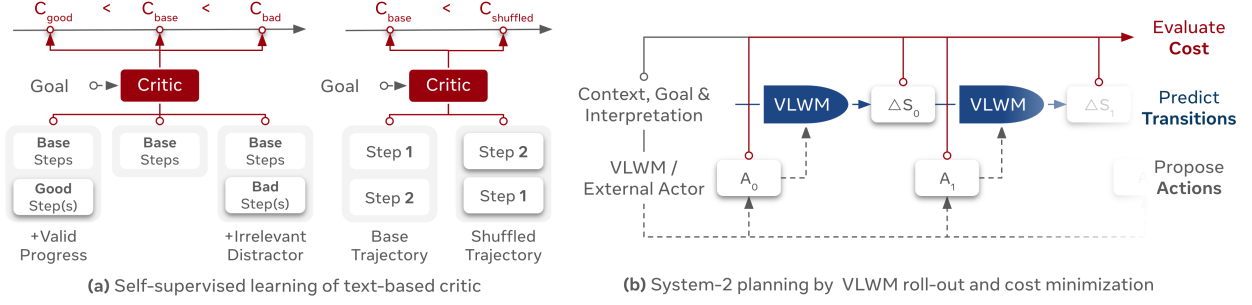 C_good < C_base < C_bad
Goal
Critic
Base
Steps
Good
Step(s)
+Valid
Progress
Base
Steps
Base
Steps
Bad
Step(s)
+Irrelevant
Distractor
C_base < C_shuffled
Goal
Critic
Step 1
Step 2
Base
Trajectory
Step 2
Step 1
Shuffled
Trajectory
(a) Self-supervised learning of text-based critic
Evaluate
Cost
Context, Goal &
Interpretation
VLWM
△S_0
VLWM
△S_1
Predict
Transitions
VLWM /
External Actor
A_0
A_1
Propose
Actions
(b) System-2 planning by VLWM roll-out and cost minimization